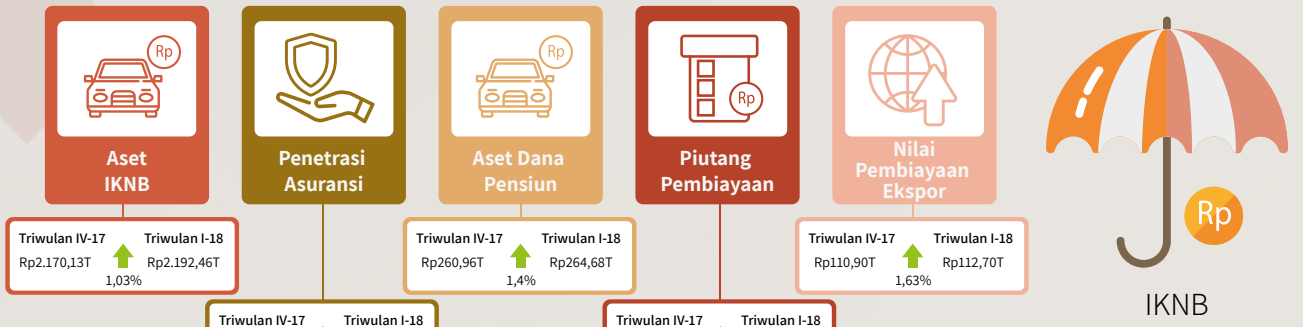 Rp
Aset
IKNB
Triwulan IV-17 Triwulan I-18
Rp2.170,13T Rp2.192,46T
1,03%
Penetrasi
Asuransi
Triwulan IV-17 Triwulan I-18
Rp
Aset Dana
Pensiun
Triwulan IV-17 Triwulan I-18
Rp260,96T Rp264,68T
1,4%
Rp
Piutang
Pembiayaan
Triwulan IV-17 Triwulan I-18
Nilai
Pembiayaan
Ekspor
Triwulan IV-17 Triwulan I-18
Rp110,90T Rp112,70T
1,63%
Rp
IKNB